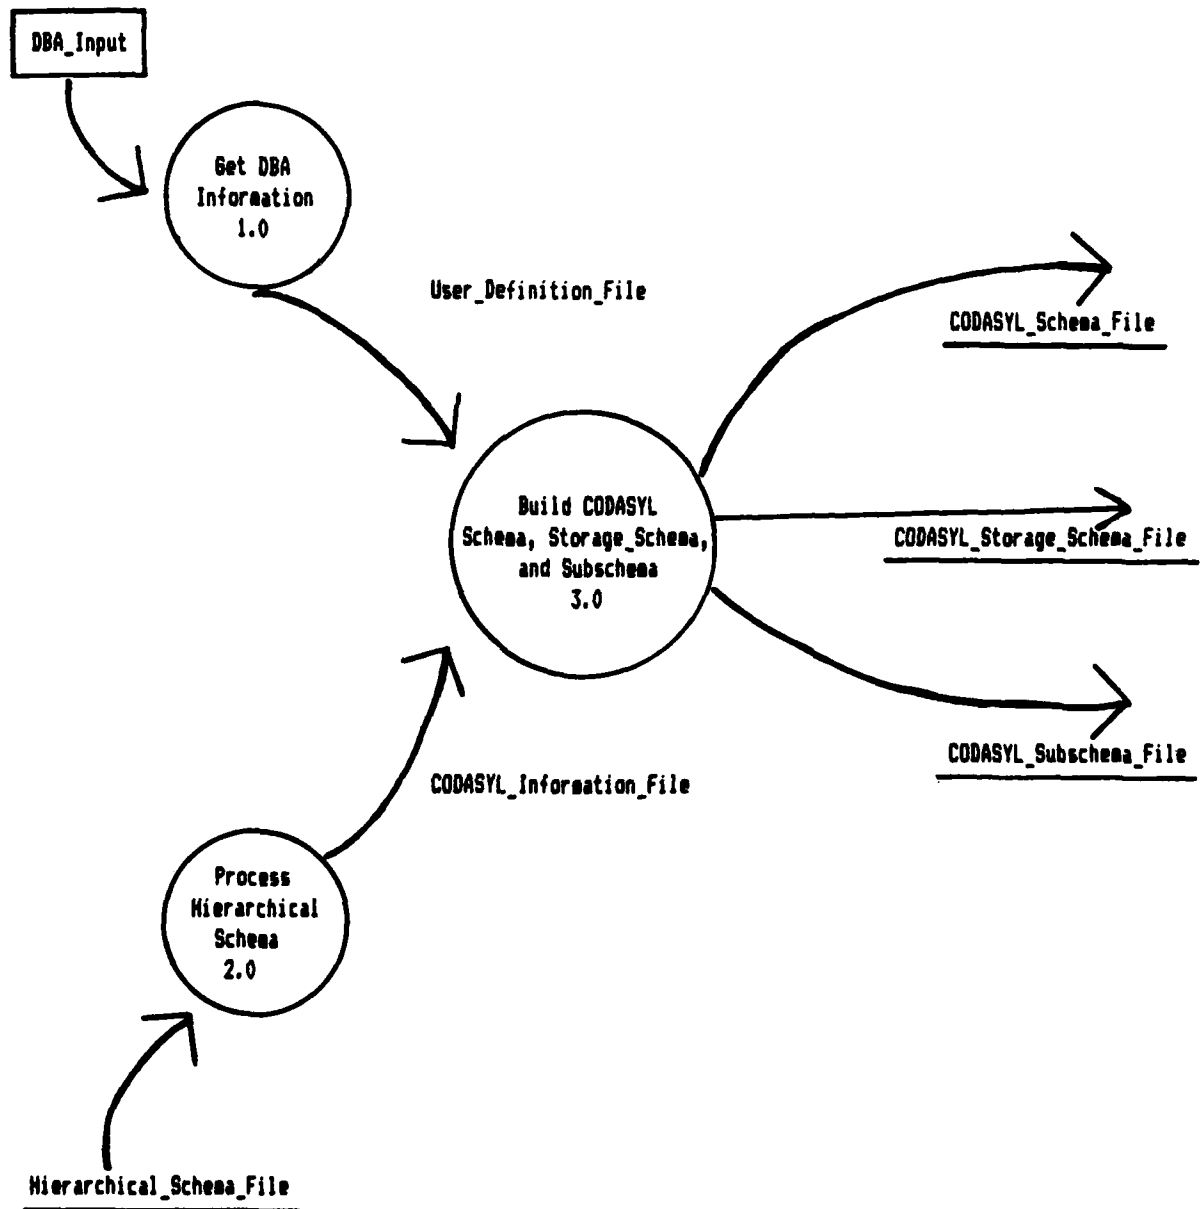 DBA_Input
Get DBA
Information
1.0
User_Definition_File
CODASYL_Schema_File
Build CODASYL
Schema, Storage_Schema,
and Subschema
3.0
CODASYL_Storage_Schema_File
CODASYL_Subschema_File
CODASYL_Information_File
Process
Hierarchical
Schema
2.0
Hierarchical_Schema_File